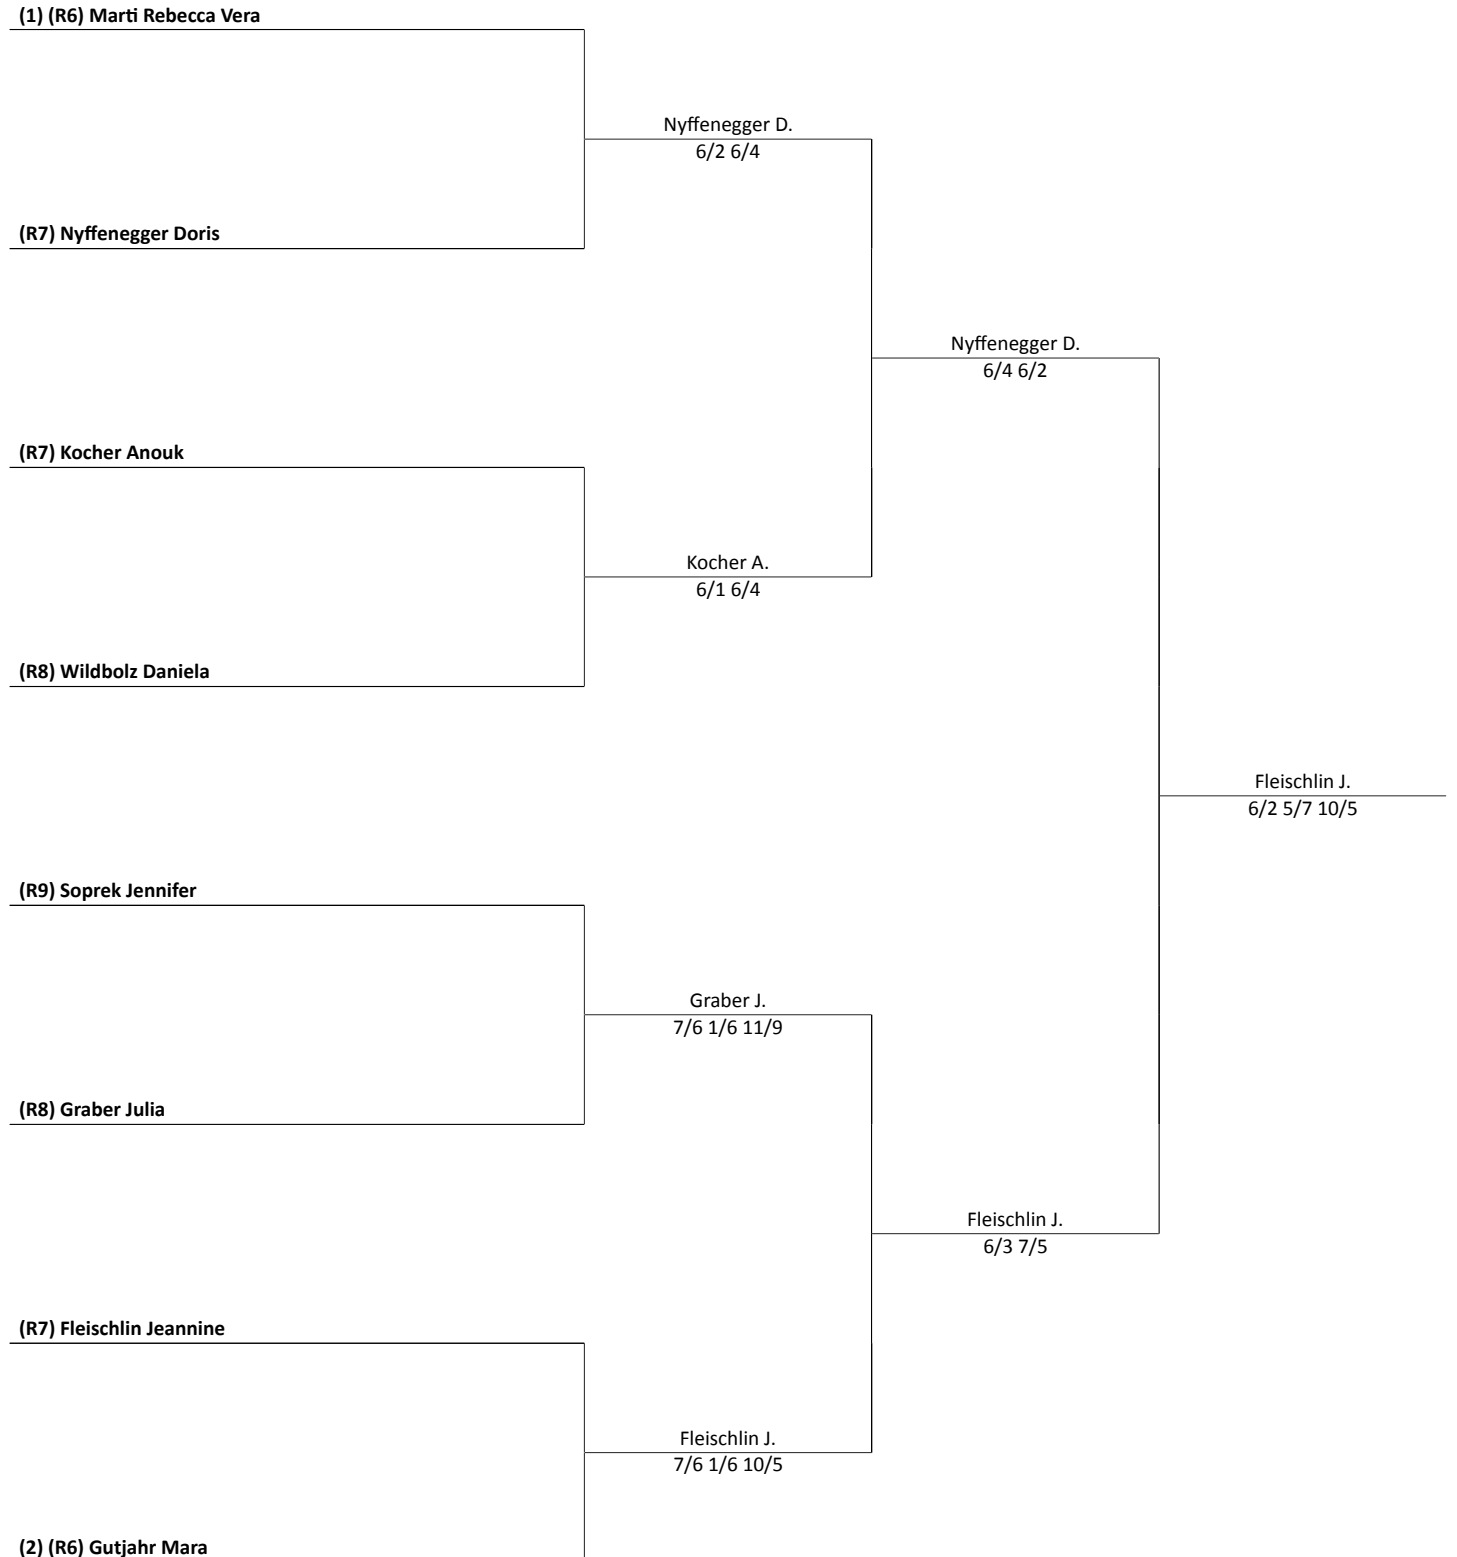 (1) (R6) Marti Rebecca Vera
Nyffenegger D.
6/2 6/4
(R7) Nyffenegger Doris
Nyffenegger D.
6/4 6/2
(R7) Kocher Anouk
Kocher A.
6/1 6/4
(R8) Wildbolz Daniela
Fleischlin J.
6/2 5/7 10/5
(R9) Soprek Jennifer
Graber J.
7/6 1/6 11/9
(R8) Graber Julia
Fleischlin J.
6/3 7/5
(R7) Fleischlin Jeannine
Fleischlin J.
7/6 1/6 10/5
(2) (R6) Gutjahr Mara